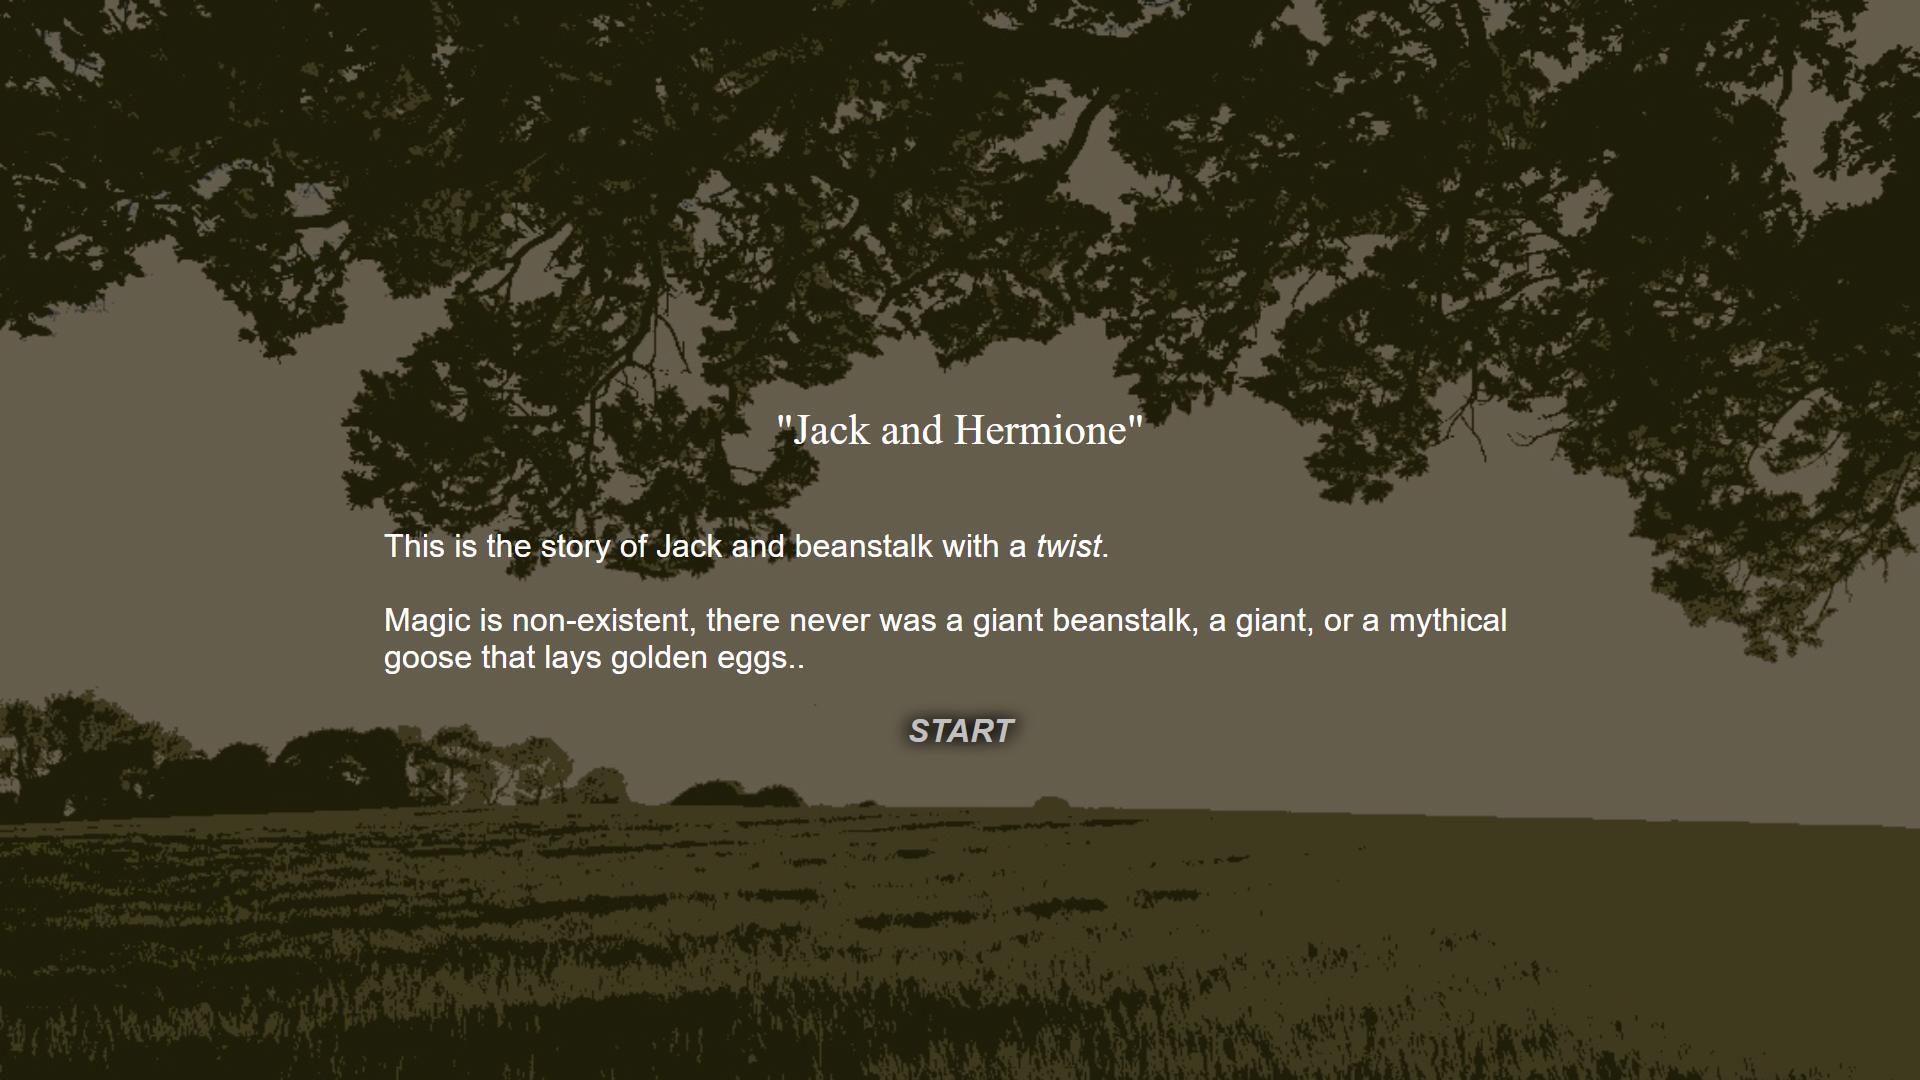 "Jack and Hermione"
This is the story of Jack and beanstalk with a twist.
Magic is non-existent, there never was a giant beanstalk, a giant, or a mythical
goose that lays golden eggs..
START